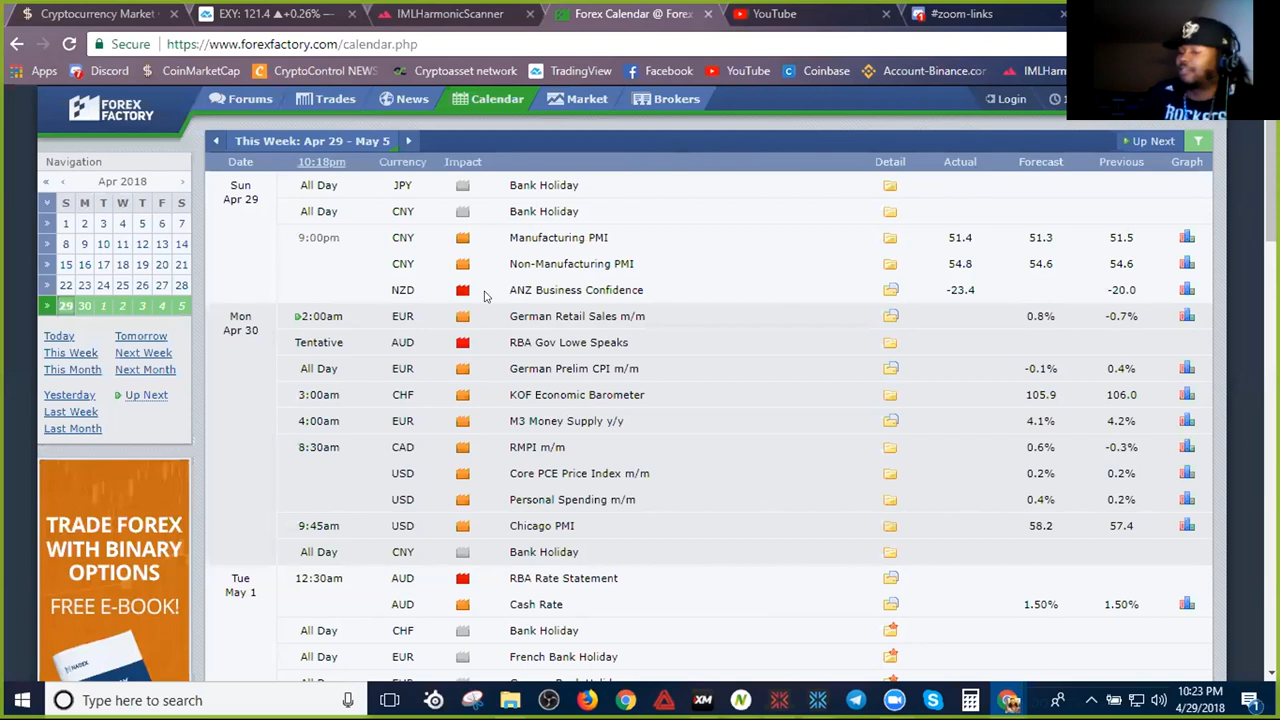 Cryptocurrency Market
EXY: 121.4 ▲+0.26%
IMLHarmonicScanner
Forex Calendar @ Forex
YouTube
#zoom-links
Secure
https://www.forexfactory.com/calendar.php
Apps
Discord
CoinMarketCap
CryptoControl NEWS
Cryptoasset network
TradingView
Facebook
YouTube
Coinbase
Account-Binance.co
IMLHarm
ROCKETS
FOREX
FACTORY
Forums
Trades
News
Calendar
Market
Brokers
Login
Navigation
Apr 2018
S M T W T F S
1 2 3 4 5 6 7
8 9 10 11 12 13 14
15 16 17 18 19 20 21
22 23 24 25 26 27 28
29 30 1 2 3 4 5
Today Tomorrow
This Week Next Week
This Month Next Month
Yesterday Up Next
Last Week
Last Month
TRADE FOREX
WITH BINARY
OPTIONS
FREE E-BOOK!
NADEX
This Week: Apr 29 - May 5
Up Next
Date 10:18pm Currency Impact Detail Actual Forecast Previous Graph
Sun
Apr 29
All Day JPY Bank Holiday
All Day CNY Bank Holiday
9:00pm CNY Manufacturing PMI 51.4 51.3 51.5
CNY Non-Manufacturing PMI 54.8 54.6 54.6
NZD ANZ Business Confidence -23.4 -20.0
Mon
Apr 30
2:00am EUR German Retail Sales m/m 0.8% -0.7%
Tentative AUD RBA Gov Lowe Speaks
All Day EUR German Prelim CPI m/m -0.1% 0.4%
3:00am CHF KOF Economic Barometer 105.9 106.0
4:00am EUR M3 Money Supply y/y 4.1% 4.2%
8:30am CAD RMPI m/m 0.6% -0.3%
USD Core PCE Price Index m/m 0.2% 0.2%
USD Personal Spending m/m 0.4% 0.2%
9:45am USD Chicago PMI 58.2 57.4
All Day CNY Bank Holiday
Tue
May 1
12:30am AUD RBA Rate Statement
AUD Cash Rate 1.50% 1.50%
All Day CHF Bank Holiday
All Day EUR French Bank Holiday
Type here to search
XM
10:23 PM
4/29/2018